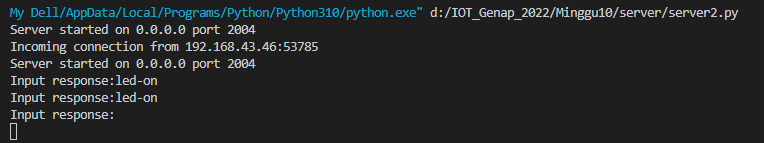 My Dell/AppData/Local/Programs/Python/Python310/python.exe" d:/IOT_Genap_2022/Minggu10/server/server2.py
Server started on 0.0.0.0 port 2004
Incoming connection from 192.168.43.46:53785
Server started on 0.0.0.0 port 2004
Input response:led-on
Input response:led-on
Input response: